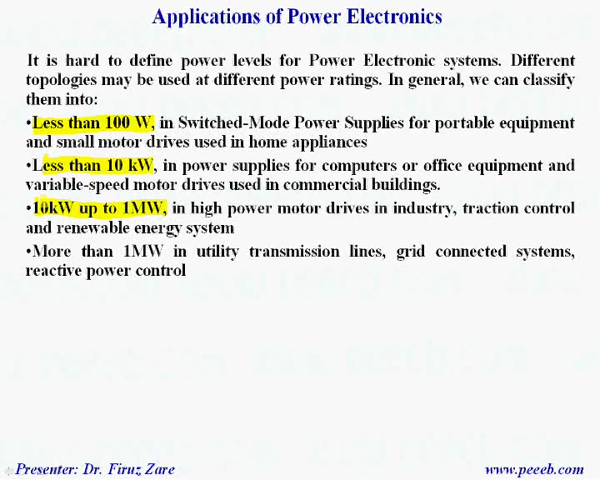 Applications of Power Electronics
It is hard to define power levels for Power Electronic systems. Different
topologies may be used at different power ratings. In general, we can classify
them into:
•Less than 100 W, in Switched-Mode Power Supplies for portable equipment
and small motor drives used in home appliances
•Less than 10 kW, in power supplies for computers or office equipment and
variable-speed motor drives used in commercial buildings.
•10kW up to 1MW, in high power motor drives in industry, traction control
and renewable energy system
•More than 1MW in utility transmission lines, grid connected systems,
reactive power control
Presenter: Dr. Firuz Zare
www.peeeb.com